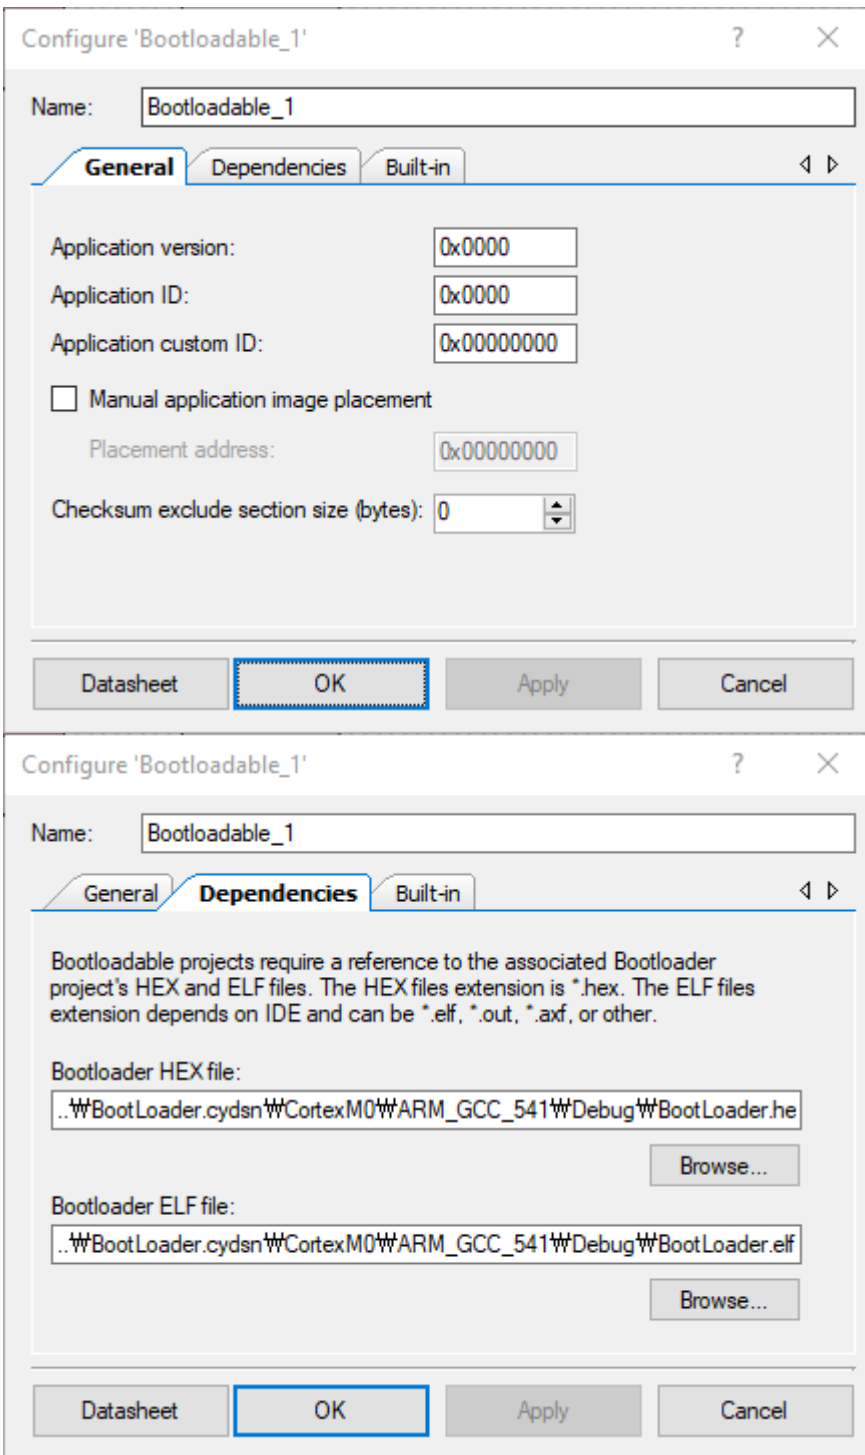 Configure 'Bootloadable_1'
?
Name:
Bootloadable_1
General
Dependencies
Built-in
Application version:
0x0000
Application ID:
0x0000
Application custom ID:
0x00000000
Manual application image placement
Placement address:
0x00000000
Checksum exclude section size (bytes):
0
Datasheet
OK
Apply
Cancel
Configure 'Bootloadable_1'
?
Name:
Bootloadable_1
General
Dependencies
Built-in
Bootloadable projects require a reference to the associated Bootloader
project's HEX and ELF files. The HEX files extension is *.hex. The ELF files
extension depends on IDE and can be *.elf, *.out, *.axf, or other.
Bootloader HEX file:
..₩BootLoader.cydsn₩CortexM0₩ARM_GCC_541₩Debug₩BootLoader.he
Browse...
Bootloader ELF file:
..₩BootLoader.cydsn₩CortexM0₩ARM_GCC_541₩Debug₩BootLoader.elf
Browse...
Datasheet
OK
Apply
Cancel